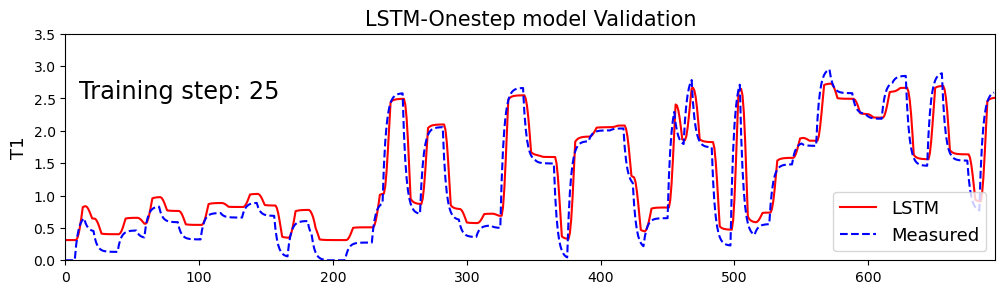 LSTM-Onestep model Validation
3.5
3.0
2.5
2.0
1.5
1.0
0.5
0.0
T1
Training step: 25
LSTM
Measured
0 100 200 300 400 500 600